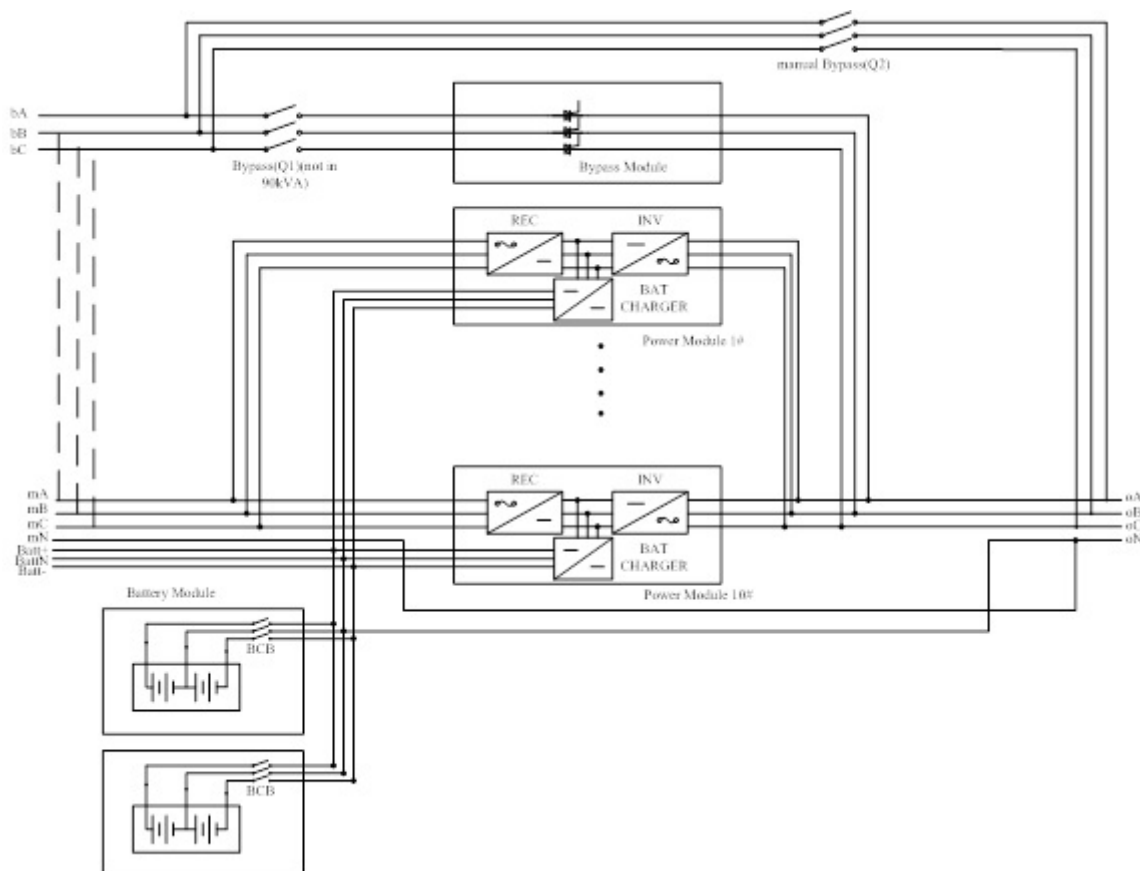 manual Bypass(Q2)
bA
bB
bC
Bypass(Q1)(not in
90kVA)
Bypass Module
REC
INV
BAT
CHARGER
Power Module 1#
REC
INV
mA
mB
mC
mN
Batt+
BattN
Batt-
oA
oB
oC
oN
BAT
CHARGER
Power Module 10#
Battery Module
BCB
BCB